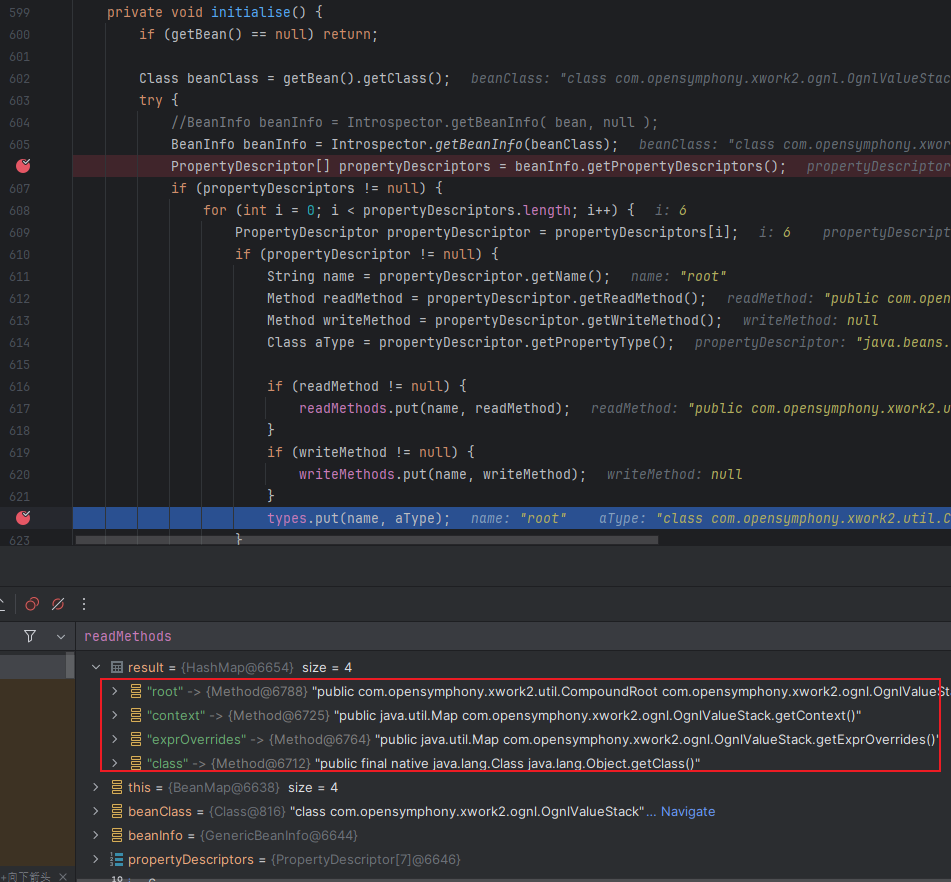 599 private void initialise() {
600 if (getBean() == null) return;
601
602 Class beanClass = getBean().getClass(); beanClass: "class com.opensymphony.xwork2.ognl.OgnlValueStac
603 try {
604 //BeanInfo beanInfo = Introspector.getBeanInfo( bean, null );
605 BeanInfo beanInfo = Introspector.getBeanInfo(beanClass); beanClass: "class com.opensymphony.xwor
PropertyDescriptor[] propertyDescriptors = beanInfo.getPropertyDescriptors(); propertyDescriptor
607 if (propertyDescriptors != null) {
608 for (int i = 0; i < propertyDescriptors.length; i++) { i: 6
609 PropertyDescriptor propertyDescriptor = propertyDescriptors[i]; i: 6 propertyDescript
610 if (propertyDescriptor != null) {
611 String name = propertyDescriptor.getName(); name: "root"
612 Method readMethod = propertyDescriptor.getReadMethod(); readMethod: "public com.open
613 Method writeMethod = propertyDescriptor.getWriteMethod(); writeMethod: null
614 Class aType = propertyDescriptor.getPropertyType(); propertyDescriptor: "java.beans.
615
616 if (readMethod != null) {
617 readMethods.put(name, readMethod); readMethod: "public com.opensymphony.xwork2.u
618 }
619 if (writeMethod != null) {
620 writeMethods.put(name, writeMethod); writeMethod: null
621 }
types.put(name, aType); name: "root" aType: "class com.opensymphony.xwork2.util.C
623 }
readMethods
result = {HashMap@6654} size = 4
"root" -> {Method@6788} "public com.opensymphony.xwork2.util.CompoundRoot com.opensymphony.xwork2.ognl.OgnlValueSt
"context" -> {Method@6725} "public java.util.Map com.opensymphony.xwork2.ognl.OgnlValueStack.getContext()"
"exprOverrides" -> {Method@6764} "public java.util.Map com.opensymphony.xwork2.ognl.OgnlValueStack.getExprOverrides()"
"class" -> {Method@6712} "public final native java.lang.Class java.lang.Object.getClass()"
this = {BeanMap@6638} size = 4
beanClass = {Class@816} "class com.opensymphony.xwork2.ognl.OgnlValueStack"... Navigate
beanInfo = {GenericBeanInfo@6644}
propertyDescriptors = {PropertyDescriptor[7]@6646}
+向下箭头